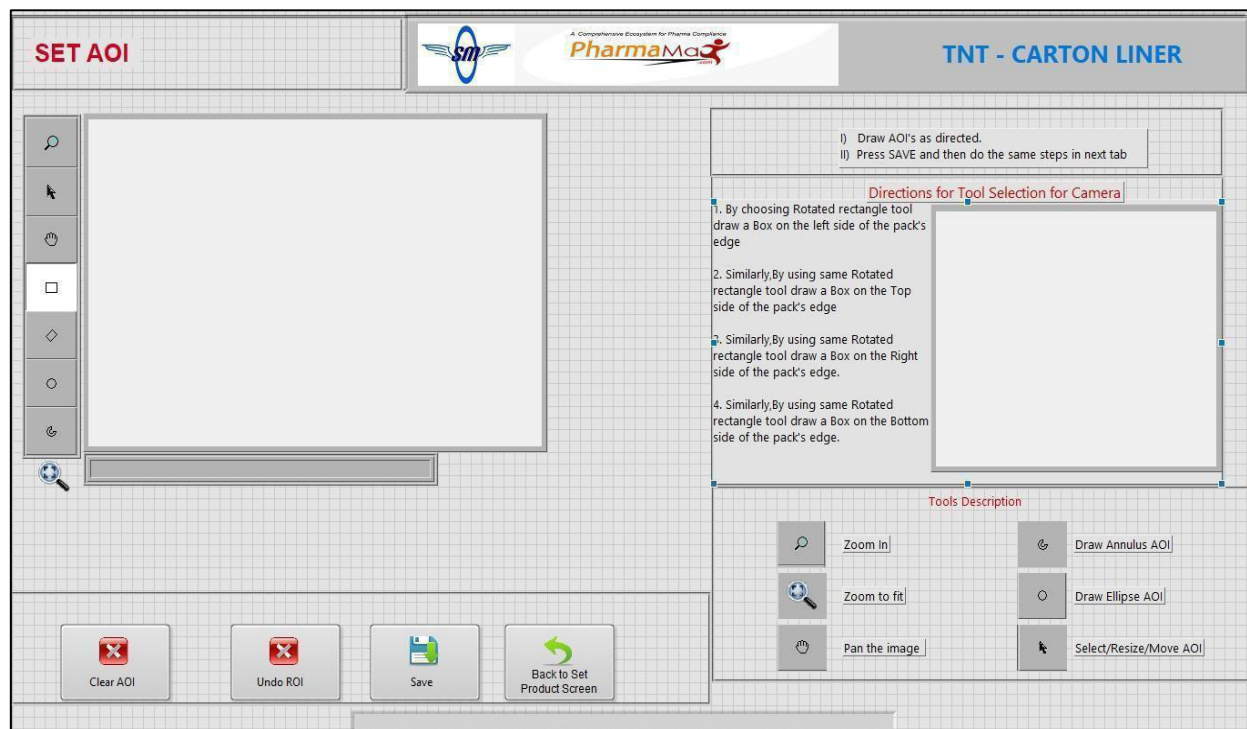 SET AOI
SM
A Comprehensive Ecosystem for Pharma Compliance
PharmaMax
.com
TNT - CARTON LINER
I) Draw AOI's as directed.
II) Press SAVE and then do the same steps in next tab
Directions for Tool Selection for Camera
1. By choosing Rotated rectangle tool
draw a Box on the left side of the pack's
edge
2. Similarly,By using same Rotated
rectangle tool draw a Box on the Top
side of the pack's edge
3. Similarly,By using same Rotated
rectangle tool draw a Box on the Right
side of the pack's edge.
4. Similarly,By using same Rotated
rectangle tool draw a Box on the Bottom
side of the pack's edge.
Tools Description
Zoom In
Draw Annulus AOI
Zoom to fit
Draw Ellipse AOI
Pan the image
Select/Resize/Move AOI
Clear AOI
Undo ROI
Save
Back to Set
Product Screen